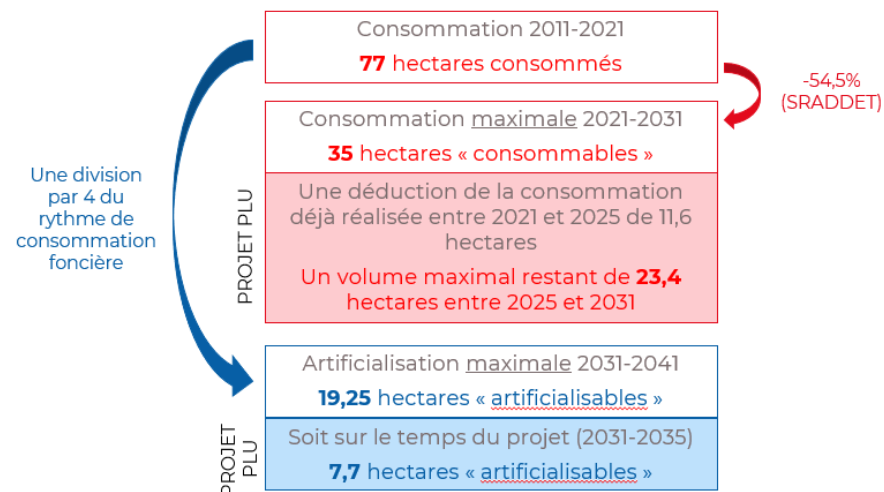 Consommation 2011-2021
77 hectares consommés
-54,5%
(SRADDET)
Consommation maximale 2021-2031
35 hectares « consommables »
Une déduction de la consommation
déjà réalisée entre 2021 et 2025 de 11,6
hectares
Un volume maximal restant de 23,4
hectares entre 2025 et 2031
PROJET PLU
Une division
par 4 du
rythme de
consommation
foncière
Artificialisation maximale 2031-2041
19,25 hectares « artificialisables »
Soit sur le temps du projet (2031-2035)
7,7 hectares « artificialisables »
PROJET
PLU